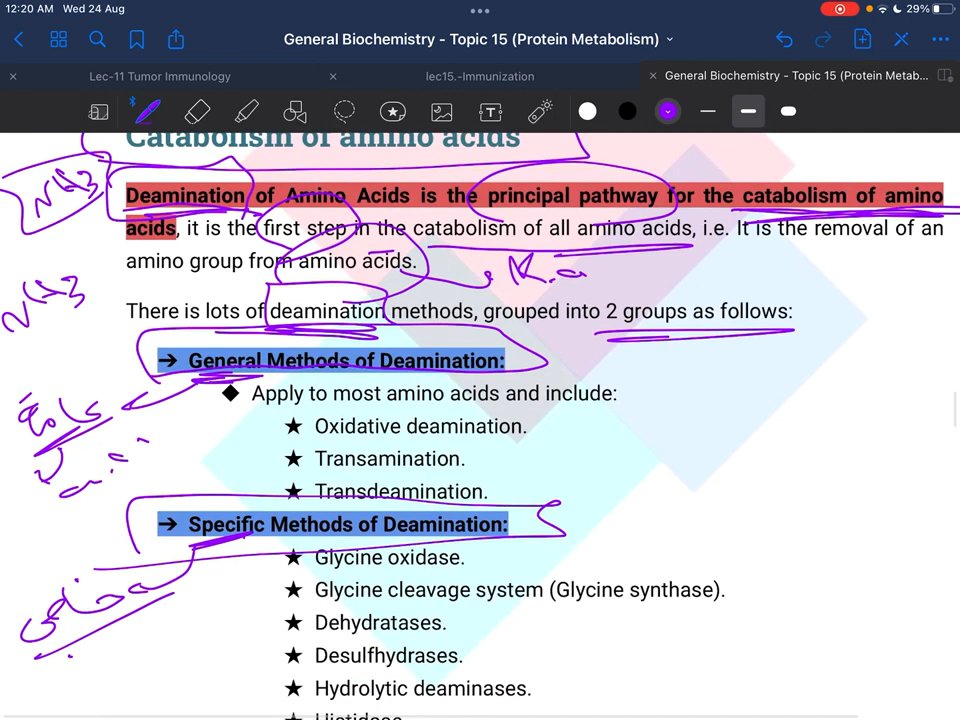 12:20 AM Wed 24 Aug
29%
General Biochemistry - Topic 15 (Protein Metabolism)
Lec-11 Tumor Immunology
lec15.-Immunization
General Biochemistry - Topic 15 (Protein Metab...
Catabolism of amino acids
Deamination of Amino Acids is the principal pathway for the catabolism of amino
acids, it is the first step in the catabolism of all amino acids, i.e. It is the removal of an
amino group from amino acids.
There is lots of deamination methods, grouped into 2 groups as follows:
→ General Methods of Deamination:
◆ Apply to most amino acids and include:
★ Oxidative deamination.
★ Transamination.
★ Transdeamination.
→ Specific Methods of Deamination:
★ Glycine oxidase.
★ Glycine cleavage system (Glycine synthase).
★ Dehydratases.
★ Desulfhydrases.
★ Hydrolytic deaminases.
★ Histidase
NH3
NH3